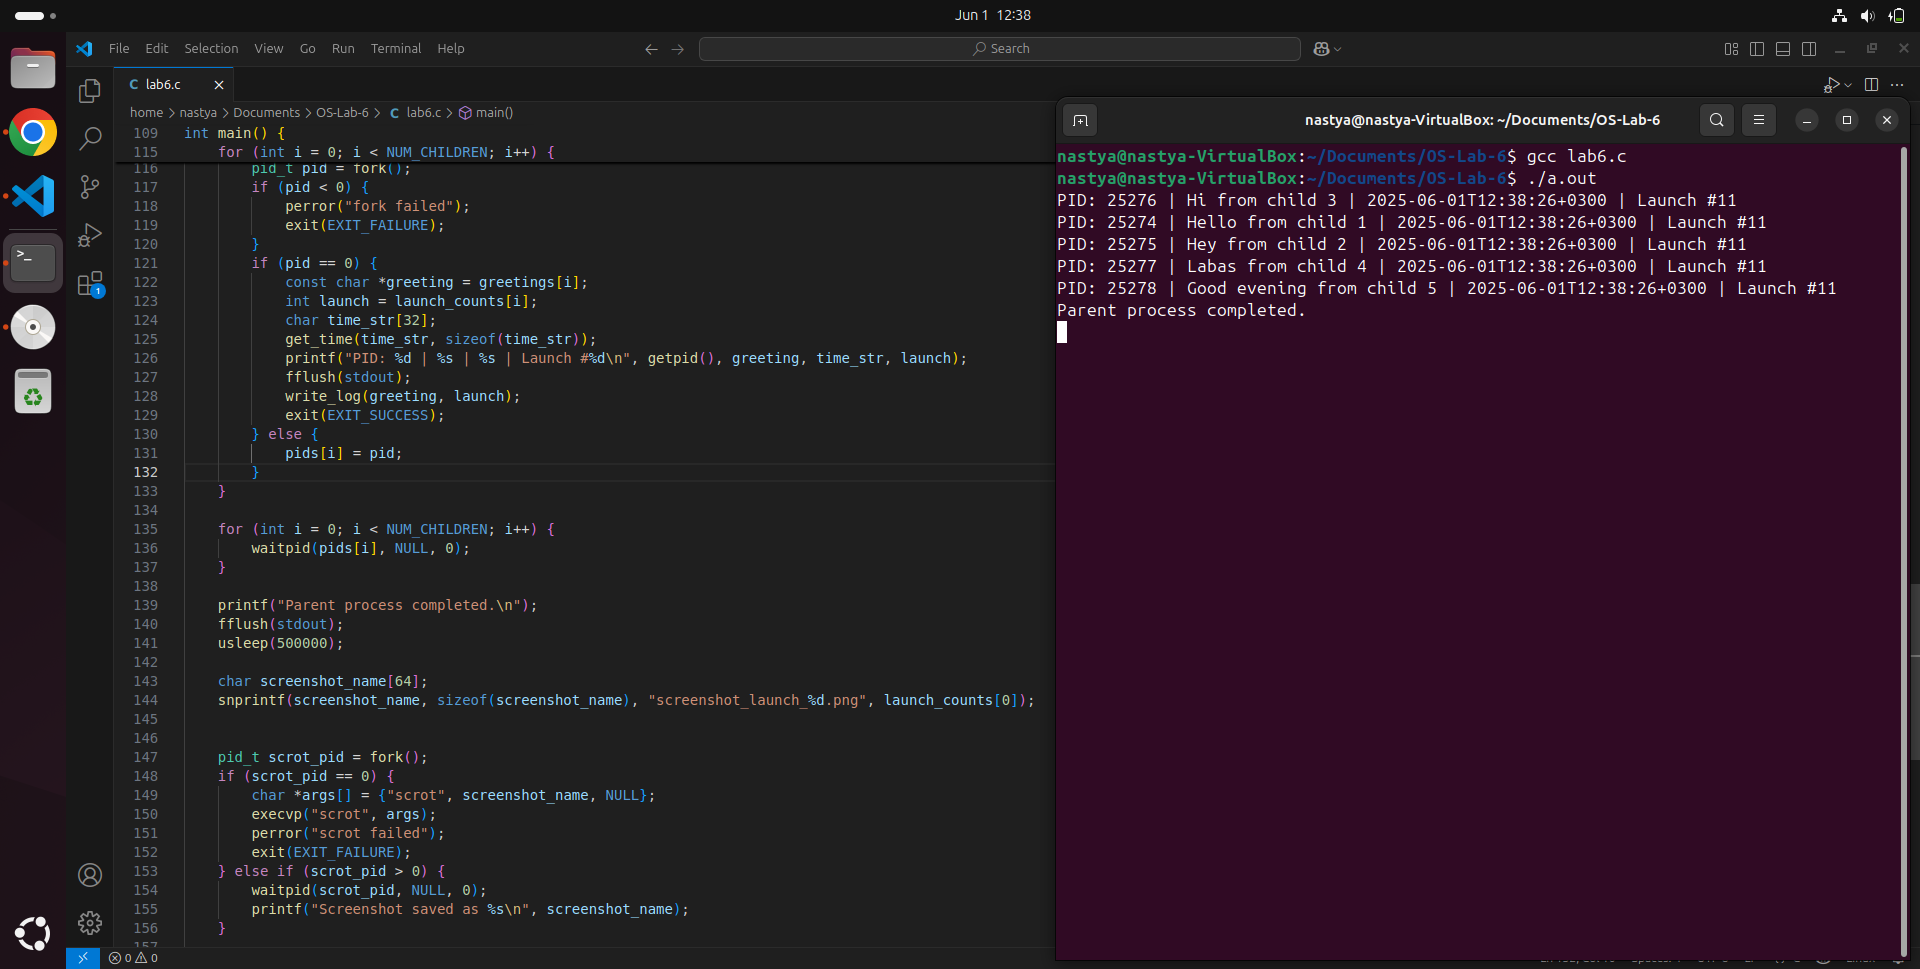 Jun 1 12:38
File Edit Selection View Go Run Terminal Help
Search
lab6.c
home > nastya > Documents > OS-Lab-6 > C lab6.c > main()
109 int main() {
115 for (int i = 0; i < NUM_CHILDREN; i++) {
116 pid_t pid = fork();
117 if (pid < 0) {
118 perror("fork failed");
119 exit(EXIT_FAILURE);
120 }
121 if (pid == 0) {
122 const char *greeting = greetings[i];
123 int launch = launch_counts[i];
124 char time_str[32];
125 get_time(time_str, sizeof(time_str));
126 printf("PID: %d | %s | %s | Launch #%d\n", getpid(), greeting, time_str, launch);
127 fflush(stdout);
128 write_log(greeting, launch);
129 exit(EXIT_SUCCESS);
130 } else {
131 pids[i] = pid;
132 }
133 }
134
135 for (int i = 0; i < NUM_CHILDREN; i++) {
136 waitpid(pids[i], NULL, 0);
137 }
138
139 printf("Parent process completed.\n");
140 fflush(stdout);
141 usleep(500000);
142
143 char screenshot_name[64];
144 snprintf(screenshot_name, sizeof(screenshot_name), "screenshot_launch_%d.png", launch_counts[0]);
145
146
147 pid_t scrot_pid = fork();
148 if (scrot_pid == 0) {
149 char *args[] = {"scrot", screenshot_name, NULL};
150 execvp("scrot", args);
151 perror("scrot failed");
152 exit(EXIT_FAILURE);
153 } else if (scrot_pid > 0) {
154 waitpid(scrot_pid, NULL, 0);
155 printf("Screenshot saved as %s\n", screenshot_name);
156 }
157
1
0 0
nastya@nastya-VirtualBox: ~/Documents/OS-Lab-6
nastya@nastya-VirtualBox:~/Documents/OS-Lab-6$ gcc lab6.c
nastya@nastya-VirtualBox:~/Documents/OS-Lab-6$ ./a.out
PID: 25276 | Hi from child 3 | 2025-06-01T12:38:26+0300 | Launch #11
PID: 25274 | Hello from child 1 | 2025-06-01T12:38:26+0300 | Launch #11
PID: 25275 | Hey from child 2 | 2025-06-01T12:38:26+0300 | Launch #11
PID: 25277 | Labas from child 4 | 2025-06-01T12:38:26+0300 | Launch #11
PID: 25278 | Good evening from child 5 | 2025-06-01T12:38:26+0300 | Launch #11
Parent process completed.